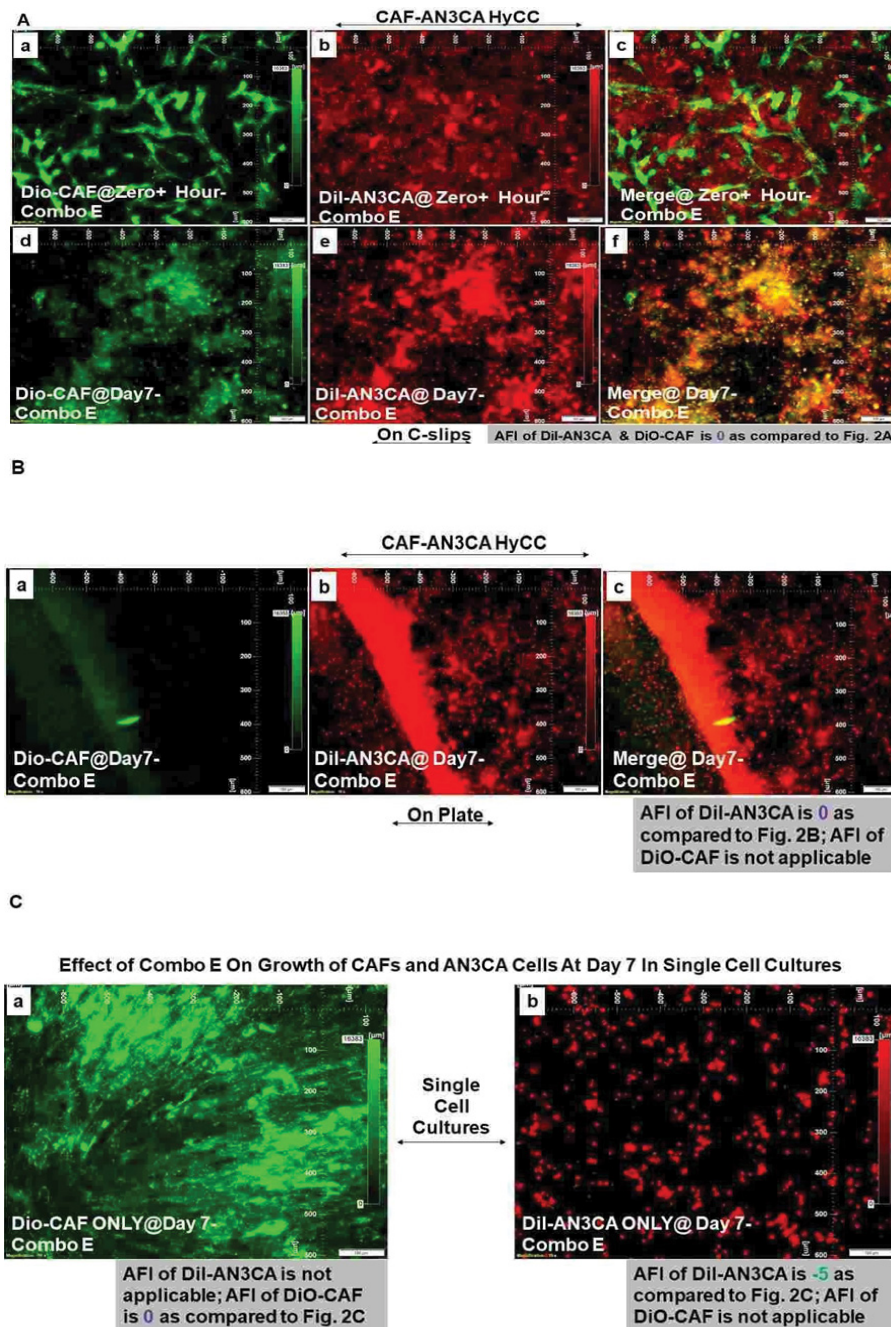 A
CAF-AN3CA HyCC
a
b
c
Dio-CAF@Zero+ Hour-
Combo E
DiI-AN3CA@ Zero+ Hour-
Combo E
Merge@ Zero+ Hour-
Combo E
d
e
f
Dio-CAF@Day7-
Combo E
DiI-AN3CA@Day7-
Combo E
Merge@ Day7-
Combo E
On C-slips
AFI of DiI-AN3CA & DiO-CAF is 0 as compared to Fig. 2A
B
CAF-AN3CA HyCC
a
b
c
Dio-CAF@Day7-
Combo E
DiI-AN3CA@ Day7-
Combo E
Merge@ Day7-
Combo E
On Plate
AFI of DiI-AN3CA is 0 as
compared to Fig. 2B; AFI of
DiO-CAF is not applicable
C
Effect of Combo E On Growth of CAFs and AN3CA Cells At Day 7 In Single Cell Cultures
a
b
Single
Cell
Cultures
Dio-CAF ONLY@Day 7-
Combo E
DiI-AN3CA ONLY@ Day 7-
Combo E
AFI of DiI-AN3CA is not
applicable; AFI of DiO-CAF
is 0 as compared to Fig. 2C
AFI of DiI-AN3CA is -5 as
compared to Fig. 2C; AFI of
DiO-CAF is not applicable